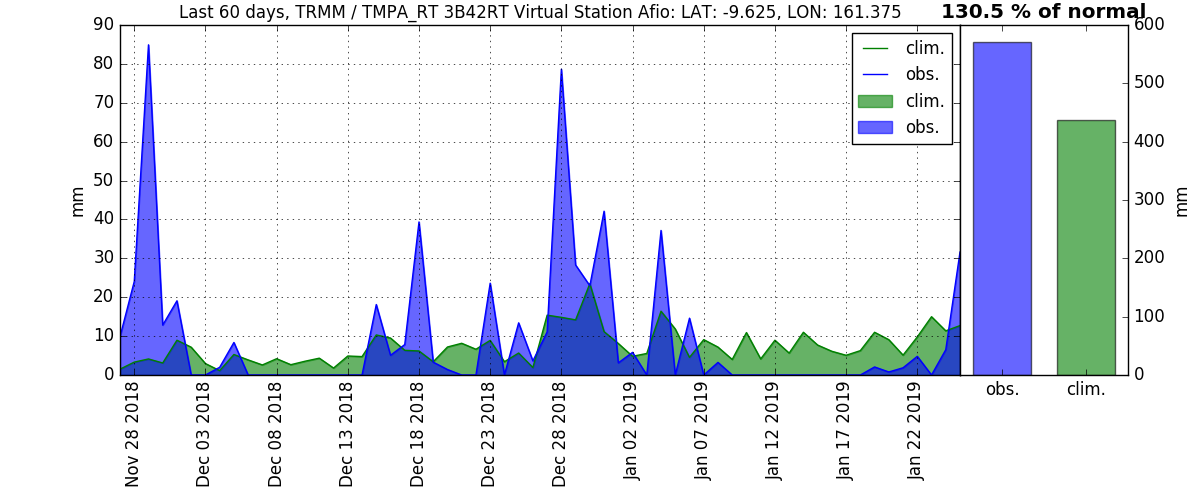 Last 60 days, TRMM / TMPA_RT 3B42RT Virtual Station Afio: LAT: -9.625, LON: 161.375
130.5 % of normal
90
80
70
60
50
40
30
20
10
0
mm
clim.
obs.
clim.
obs.
600
500
400
300
200
100
0
mm
Nov 28 2018
Dec 03 2018
Dec 08 2018
Dec 13 2018
Dec 18 2018
Dec 23 2018
Dec 28 2018
Jan 02 2019
Jan 07 2019
Jan 12 2019
Jan 17 2019
Jan 22 2019
obs.
clim.